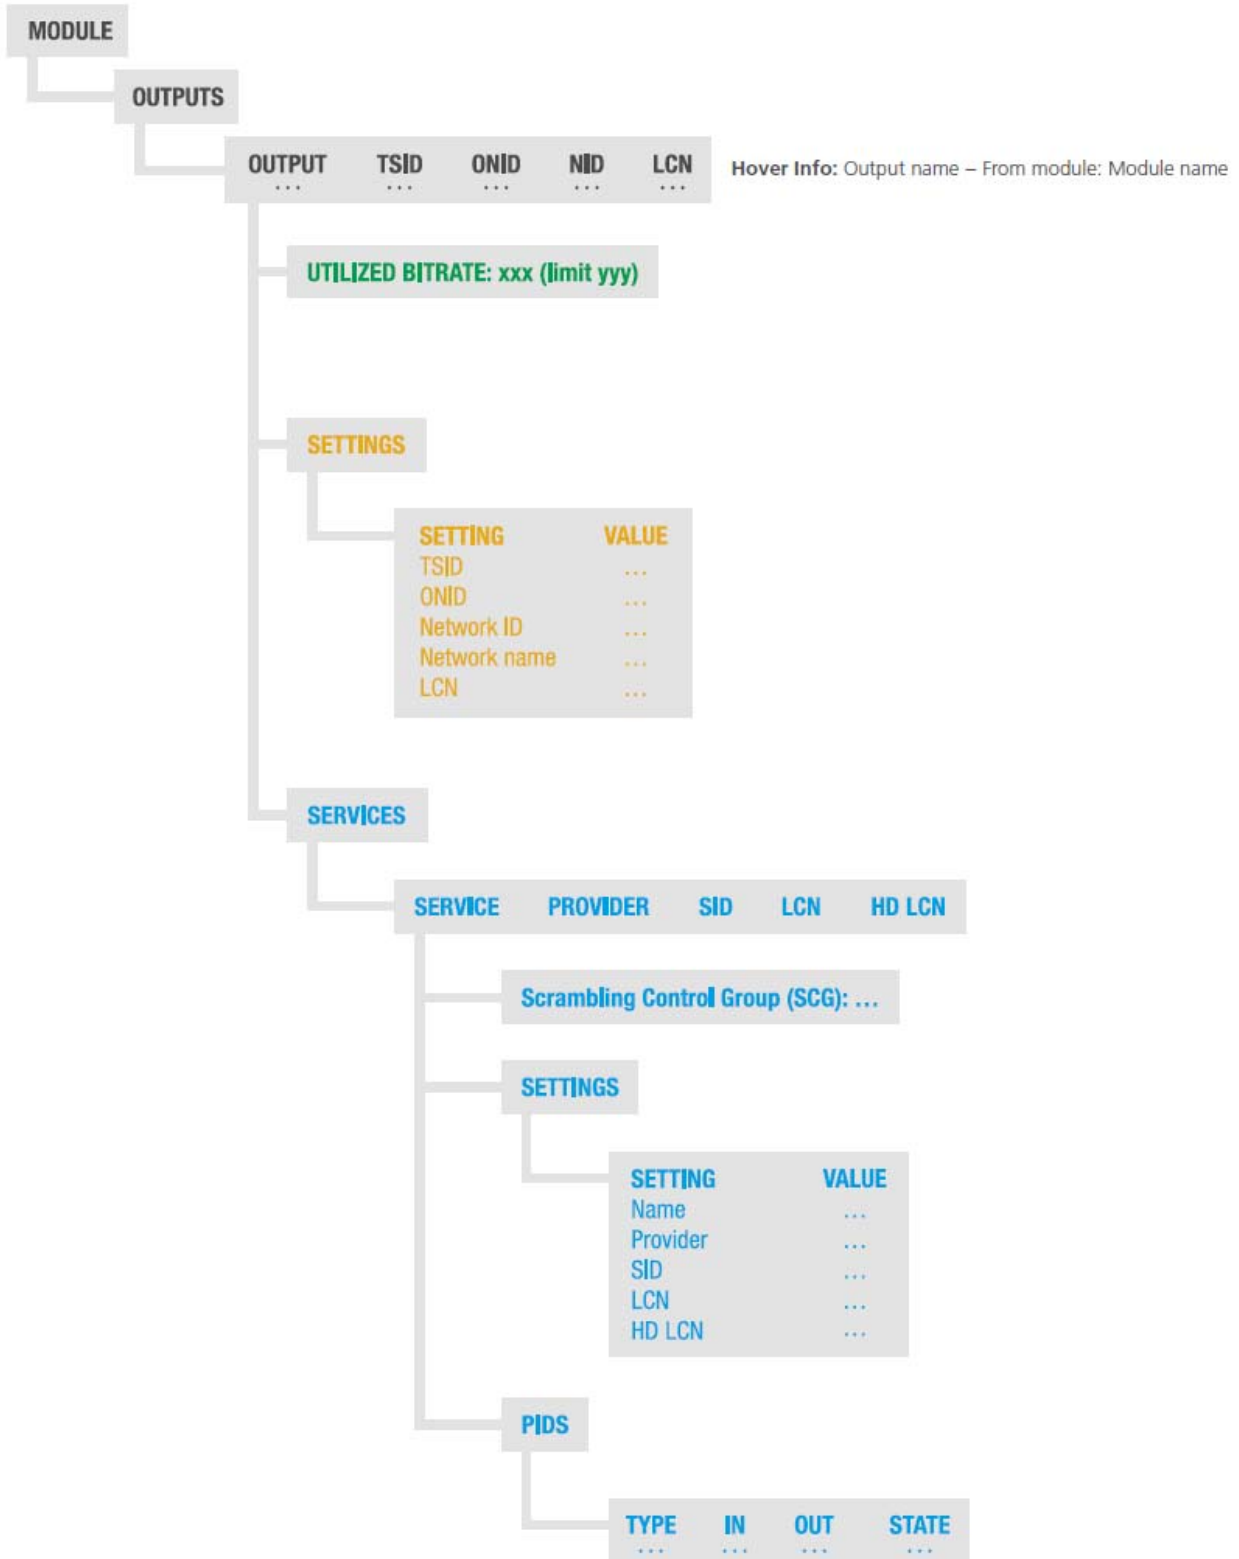 MODULE
OUTPUTS
OUTPUT TSID ONID NID LCN
... ... ... ... ...
Hover Info: Output name – From module: Module name
UTILIZED BITRATE: xxx (limit yyy)
SETTINGS
SETTING VALUE
TSID ...
ONID ...
Network ID ...
Network name ...
LCN ...
SERVICES
SERVICE PROVIDER SID LCN HD LCN
Scrambling Control Group (SCG): ...
SETTINGS
SETTING VALUE
Name ...
Provider ...
SID ...
LCN ...
HD LCN ...
PIDS
TYPE IN OUT STATE
... ... ... ...